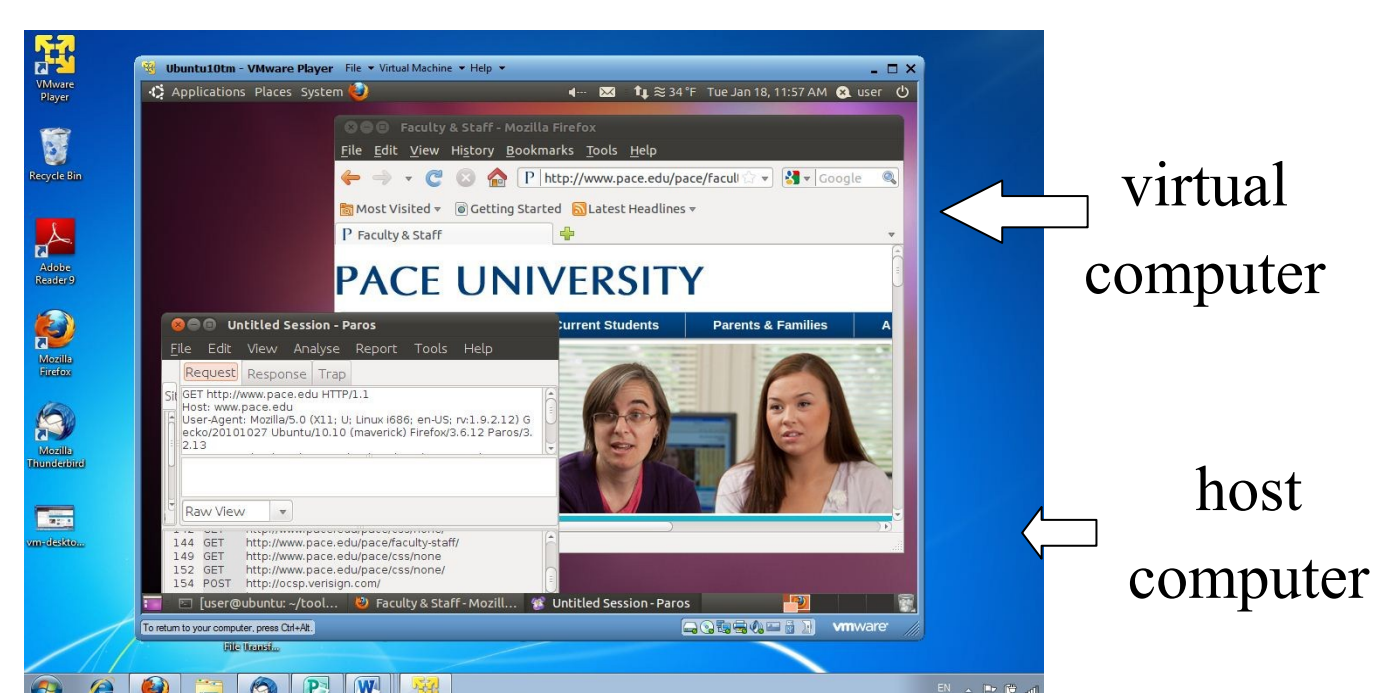 VMware
Player
Recycle Bin
Adobe
Reader 9
Mozilla
Firefox
Mozilla
Thunderbird
vm-deskto...
Ubuntu10tm - VMware Player File Virtual Machine Help
Applications Places System 34 °F Tue Jan 18, 11:57 AM user
Faculty & Staff - Mozilla Firefox
File Edit View History Bookmarks Tools Help
P http://www.pace.edu/pace/facul Google
Most Visited Getting Started Latest Headlines
P Faculty & Staff
PACE UNIVERSITY
Current Students Parents & Families A
Untitled Session - Paros
File Edit View Analyse Report Tools Help
Request Response Trap
Sit
GET http://www.pace.edu HTTP/1.1
Host: www.pace.edu
User-Agent: Mozilla/5.0 (X11; U; Linux i686; en-US; rv:1.9.2.12) G
ecko/20101027 Ubuntu/10.10 (maverick) Firefox/3.6.12 Paros/3.
2.13
Raw View
144 GET http://www.pace.edu/pace/faculty-staff/
149 GET http://www.pace.edu/pace/css/none
152 GET http://www.pace.edu/pace/css/none/
154 POST http://ocsp.verisign.com/
[user@ubuntu: ~/tool... Faculty & Staff - Mozill... Untitled Session - Paros
To return to your computer, press Ctrl+Alt. vmware
File Transf...
EN
virtual
computer
host
computer